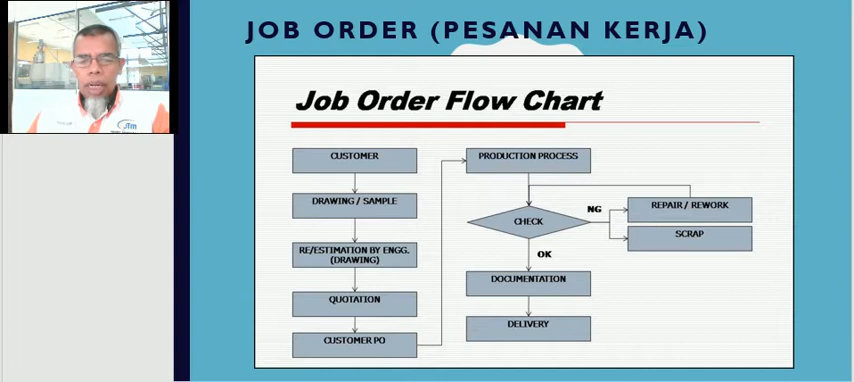 JOB ORDER (PESANAN KERJA)
Job Order Flow Chart
CUSTOMER
DRAWING / SAMPLE
RE/ESTIMATION BY ENGG.
(DRAWING)
QUOTATION
CUSTOMER PO
PRODUCTION PROCESS
CHECK
NG
REPAIR / REWORK
SCRAP
OK
DOCUMENTATION
DELIVERY